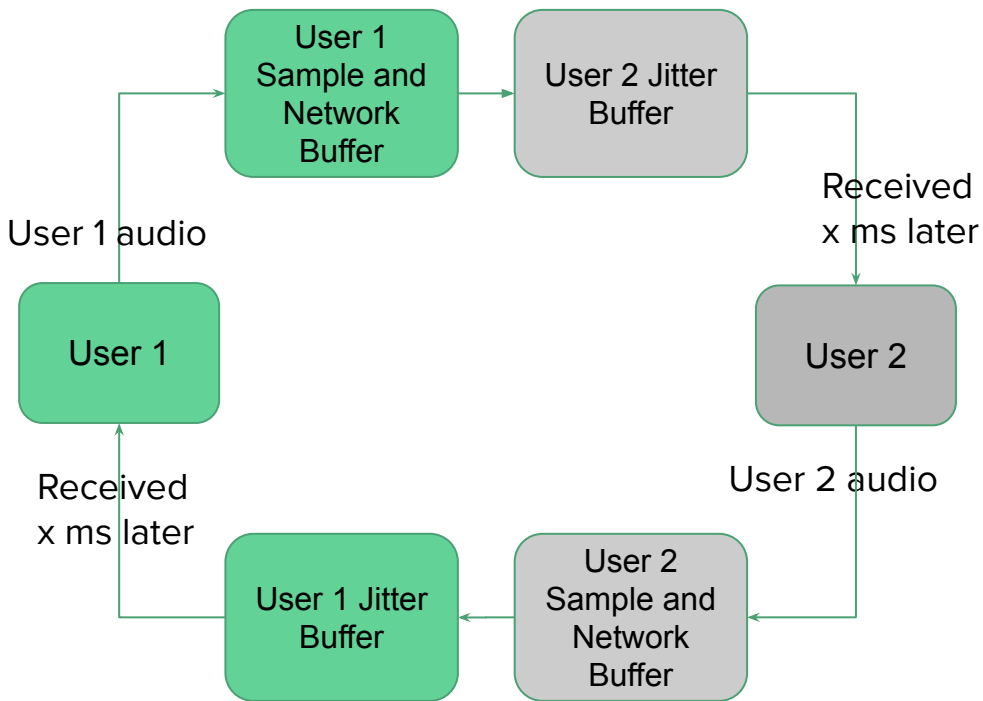 User 1
Sample and
Network
Buffer
User 2 Jitter
Buffer
Received
x ms later
User 1 audio
User 1
User 2
User 2 audio
Received
x ms later
User 1 Jitter
Buffer
User 2
Sample and
Network
Buffer